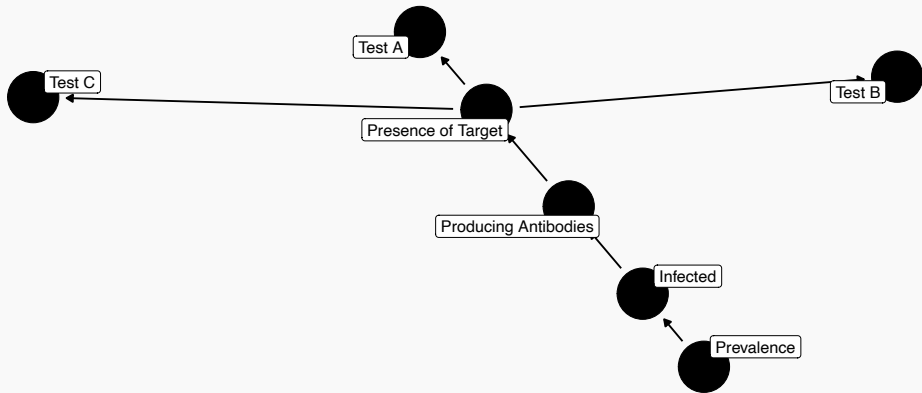 Test A
Test C
Test B
Presence of Target
Producing Antibodies
Infected
Prevalence